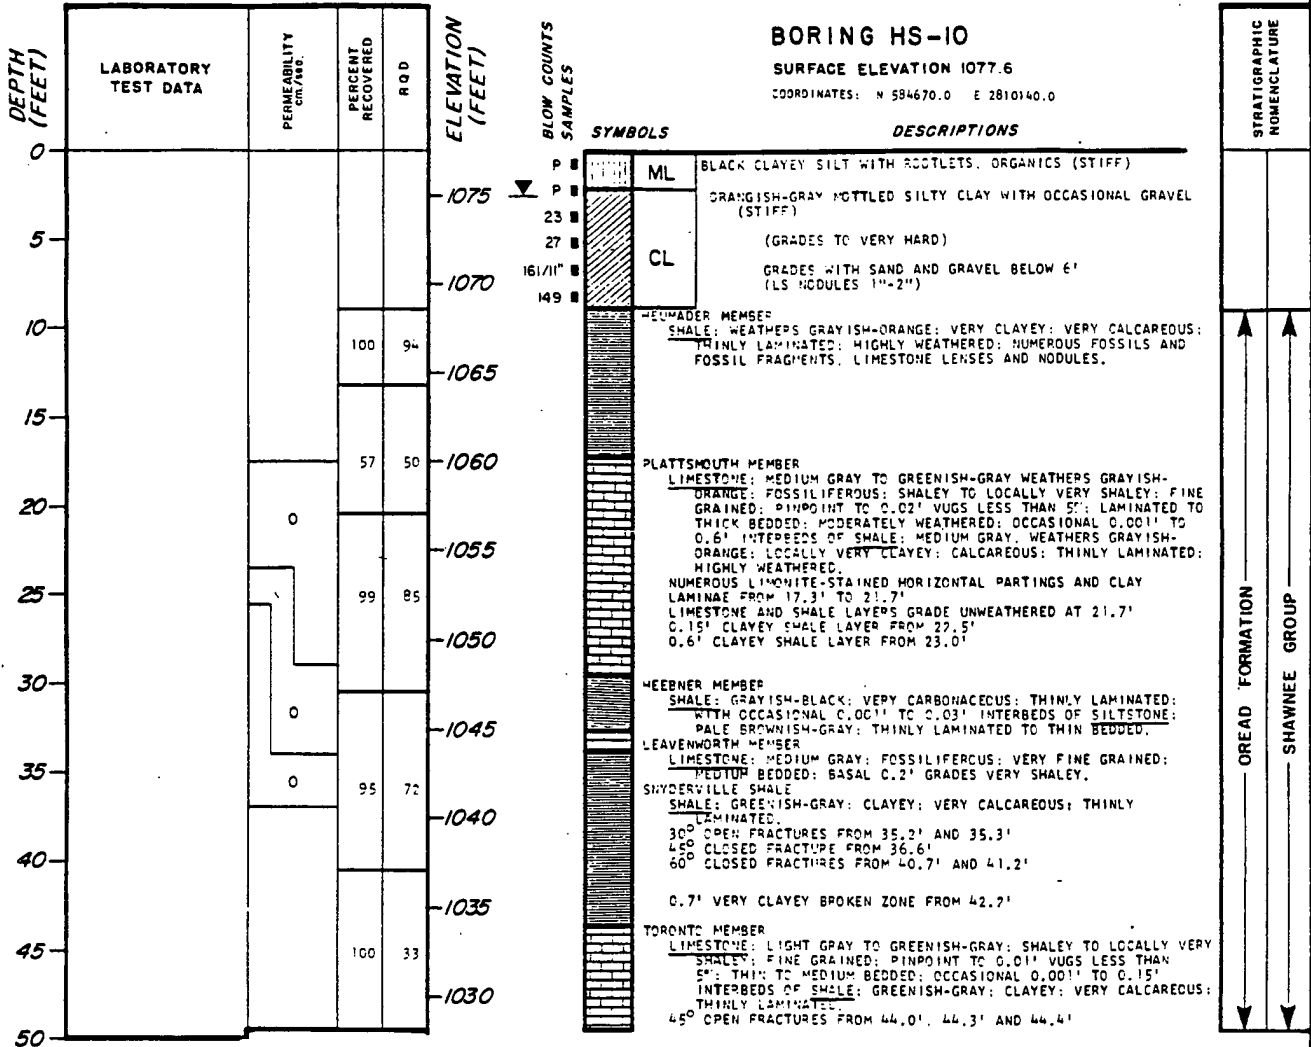 BORING HS-10
SURFACE ELEVATION 1077.6
COORDINATES: N 584670.0 E 2810140.0
DEPTH (FEET)
LABORATORY TEST DATA
PERMEABILITY cm/sec.
PERCENT RECOVERED
RQD
ELEVATION (FEET)
BLOW COUNTS
SAMPLES
SYMBOLS
DESCRIPTIONS
STRATIGRAPHIC NOMENCLATURE
0
5
10
15
20
25
30
35
40
45
50
0
0
0
100 94
57 50
99 85
95 72
100 33
1075
1070
1065
1060
1055
1050
1045
1040
1035
1030
P
P
23
27
161/11"
149
ML
CL
BLACK CLAYEY SILT WITH ROOTLETS, ORGANICS (STIFF)
ORANGISH-GRAY MOTTLED SILTY CLAY WITH OCCASIONAL GRAVEL
(STIFF)
(GRADES TO VERY HARD)
GRADES WITH SAND AND GRAVEL BELOW 6'
(LS NODULES 1"-2")
HEUMADER MEMBER
SHALE; WEATHERS GRAYISH-ORANGE; VERY CLAYEY; VERY CALCAREOUS;
THINLY LAMINATED; HIGHLY WEATHERED; NUMEROUS FOSSILS AND
FOSSIL FRAGMENTS, LIMESTONE LENSES AND NODULES.
PLATTSMOUTH MEMBER
LIMESTONE; MEDIUM GRAY TO GREENISH-GRAY WEATHERS GRAYISH-
ORANGE; FOSSILIFEROUS; SHALEY TO LOCALLY VERY SHALEY; FINE
GRAINED; PINPOINT TO 0.02' VUGS LESS THAN 5%; LAMINATED TO
THICK BEDDED; MODERATELY WEATHERED; OCCASIONAL 0.001' TO
0.6' INTERBEDS OF SHALE; MEDIUM GRAY, WEATHERS GRAYISH-
ORANGE; LOCALLY VERY CLAYEY; CALCAREOUS; THINLY LAMINATED;
HIGHLY WEATHERED.
NUMEROUS LIMONITE-STAINED HORIZONTAL PARTINGS AND CLAY
LAMINAE FROM 17.3' TO 21.7'
LIMESTONE AND SHALE LAYERS GRADE UNWEATHERED AT 21.7'
0.15' CLAYEY SHALE LAYER FROM 22.5'
0.6' CLAYEY SHALE LAYER FROM 23.0'
HEEBNER MEMBER
SHALE; GRAYISH-BLACK; VERY CARBONACEOUS; THINLY LAMINATED;
WITH OCCASIONAL 0.001' TO 0.03' INTERBEDS OF SILTSTONE;
PALE BROWNISH-GRAY; THINLY LAMINATED TO THIN BEDDED.
LEAVENWORTH MEMBER
LIMESTONE; MEDIUM GRAY; FOSSILIFEROUS; VERY FINE GRAINED;
MEDIUM BEDDED; BASAL 0.2' GRADES VERY SHALEY.
SNYDERVILLE SHALE
SHALE; GREENISH-GRAY; CLAYEY; VERY CALCAREOUS; THINLY
LAMINATED.
30° OPEN FRACTURES FROM 35.2' AND 35.3'
45° CLOSED FRACTURE FROM 36.6'
60° CLOSED FRACTURES FROM 40.7' AND 41.2'
0.7' VERY CLAYEY BROKEN ZONE FROM 42.7'
TORONTO MEMBER
LIMESTONE; LIGHT GRAY TO GREENISH-GRAY; SHALEY TO LOCALLY VERY
SHALEY; FINE GRAINED; PINPOINT TO 0.01' VUGS LESS THAN
5%; THIN TO MEDIUM BEDDED; OCCASIONAL 0.001' TO 0.15'
INTERBEDS OF SHALE; GREENISH-GRAY; CLAYEY; VERY CALCAREOUS;
THINLY LAMINATED.
45° OPEN FRACTURES FROM 44.0', 44.3' AND 44.4'
OREAD FORMATION
SHAWNEE GROUP